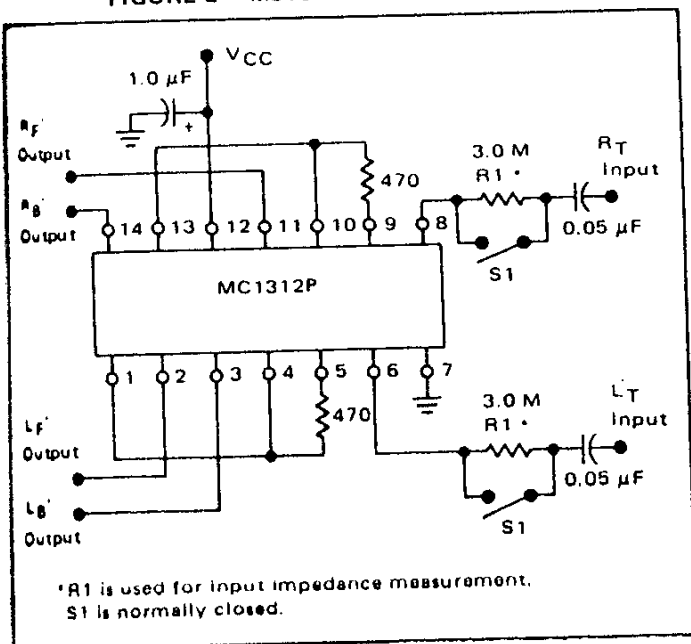 VCC
1.0 µF
+
RF'
Output
RB'
Output
470
3.0 M
R1 *
RT
Input
0.05 µF
S1
14 13 12 11 10 9 8
MC1312P
1 2 3 4 5 6 7
470
3.0 M
R1 *
LT
Input
0.05 µF
S1
LF'
Output
LB'
Output
*R1 is used for input impedance measurement,
S1 is normally closed.